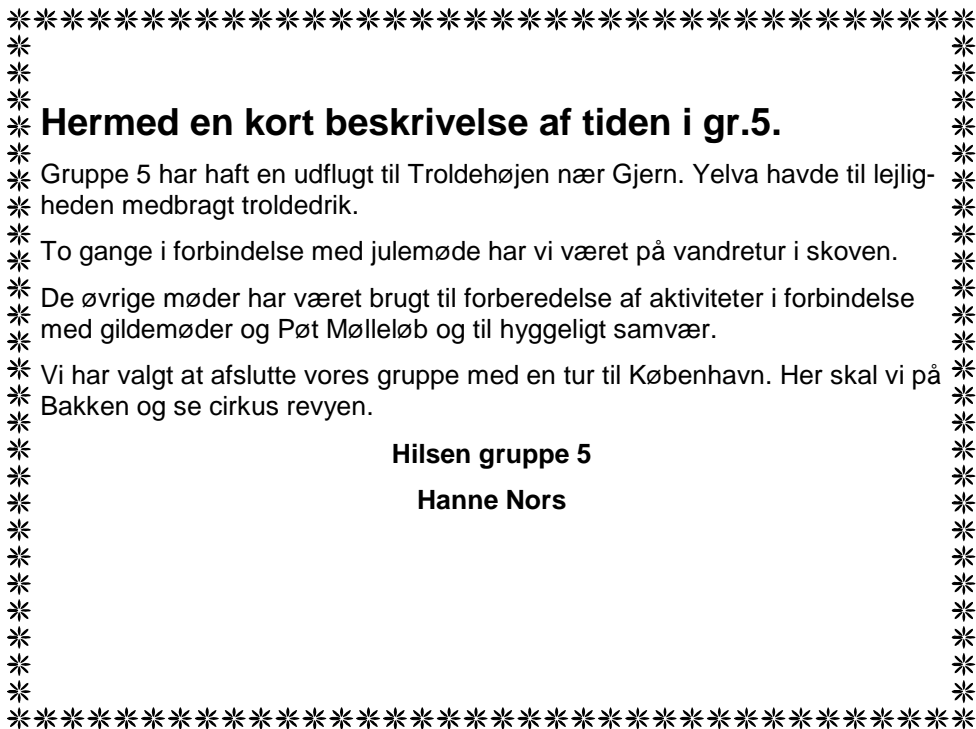 Hermed en kort beskrivelse af tiden i gr.5.
Gruppe 5 har haft en udflugt til Troldehøjen nær Gjern. Yelva havde til lejlig-
heden medbragt troldedrik.
To gange i forbindelse med julemøde har vi været på vandretur i skoven.
De øvrige møder har været brugt til forberedelse af aktiviteter i forbindelse
med gildemøder og Pøt Mølleløb og til hyggeligt samvær.
Vi har valgt at afslutte vores gruppe med en tur til København. Her skal vi på
Bakken og se cirkus revyen.
Hilsen gruppe 5
Hanne Nors